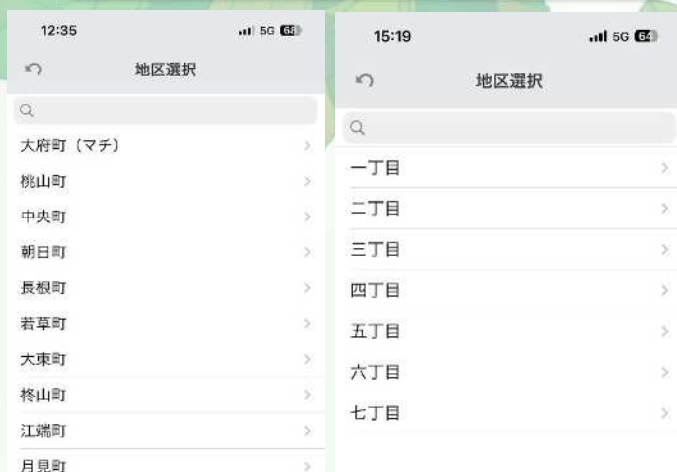 12:35
5G 68
地区選択
大府町（マチ）
桃山町
中央町
朝日町
長根町
若草町
大東町
柊山町
江端町
月見町
15:19
5G 64
地区選択
一丁目
二丁目
三丁目
四丁目
五丁目
六丁目
七丁目